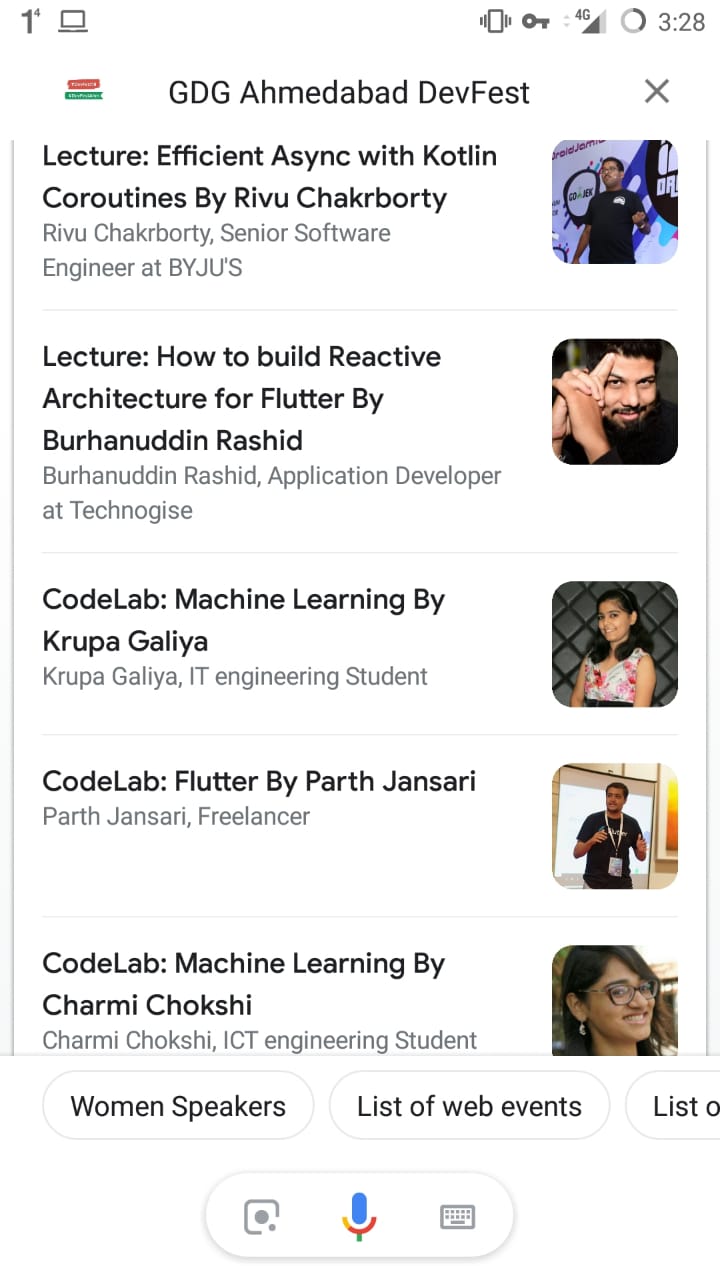 1 4
4G
3:28
GDG Ahmedabad DevFest
Lecture: Efficient Async with Kotlin
Coroutines By Rivu Chakrborty
Rivu Chakrborty, Senior Software
Engineer at BYJU'S
GOJEK
Lecture: How to build Reactive
Architecture for Flutter By
Burhanuddin Rashid
Burhanuddin Rashid, Application Developer
at Technogise
CodeLab: Machine Learning By
Krupa Galiya
Krupa Galiya, IT engineering Student
CodeLab: Flutter By Parth Jansari
Parth Jansari, Freelancer
CodeLab: Machine Learning By
Charmi Chokshi
Charmi Chokshi, ICT engineering Student
Women Speakers
List of web events
List o